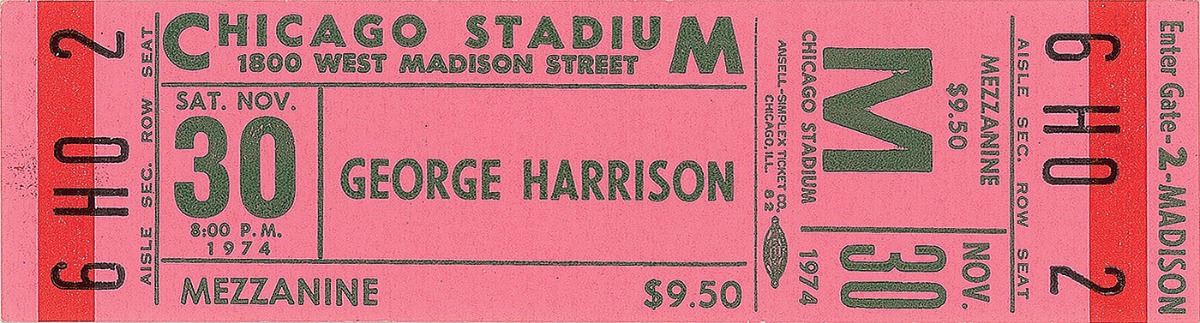 6 HO 2
AISLE SEC. ROW SEAT
CHICAGO STADIUM
1800 WEST MADISON STREET
SAT. NOV.
30
8:00 P.M.
1974
GEORGE HARRISON
MEZZANINE
$9.50
ANSELL-SIMPLEX TICKET CO.
CHICAGO, ILL. 82
CHICAGO STADIUM
1974
M
30
NOV.
MEZZANINE
$9.50
AISLE SEC. ROW SEAT
6 HO 2
Enter Gate-2-MADISON